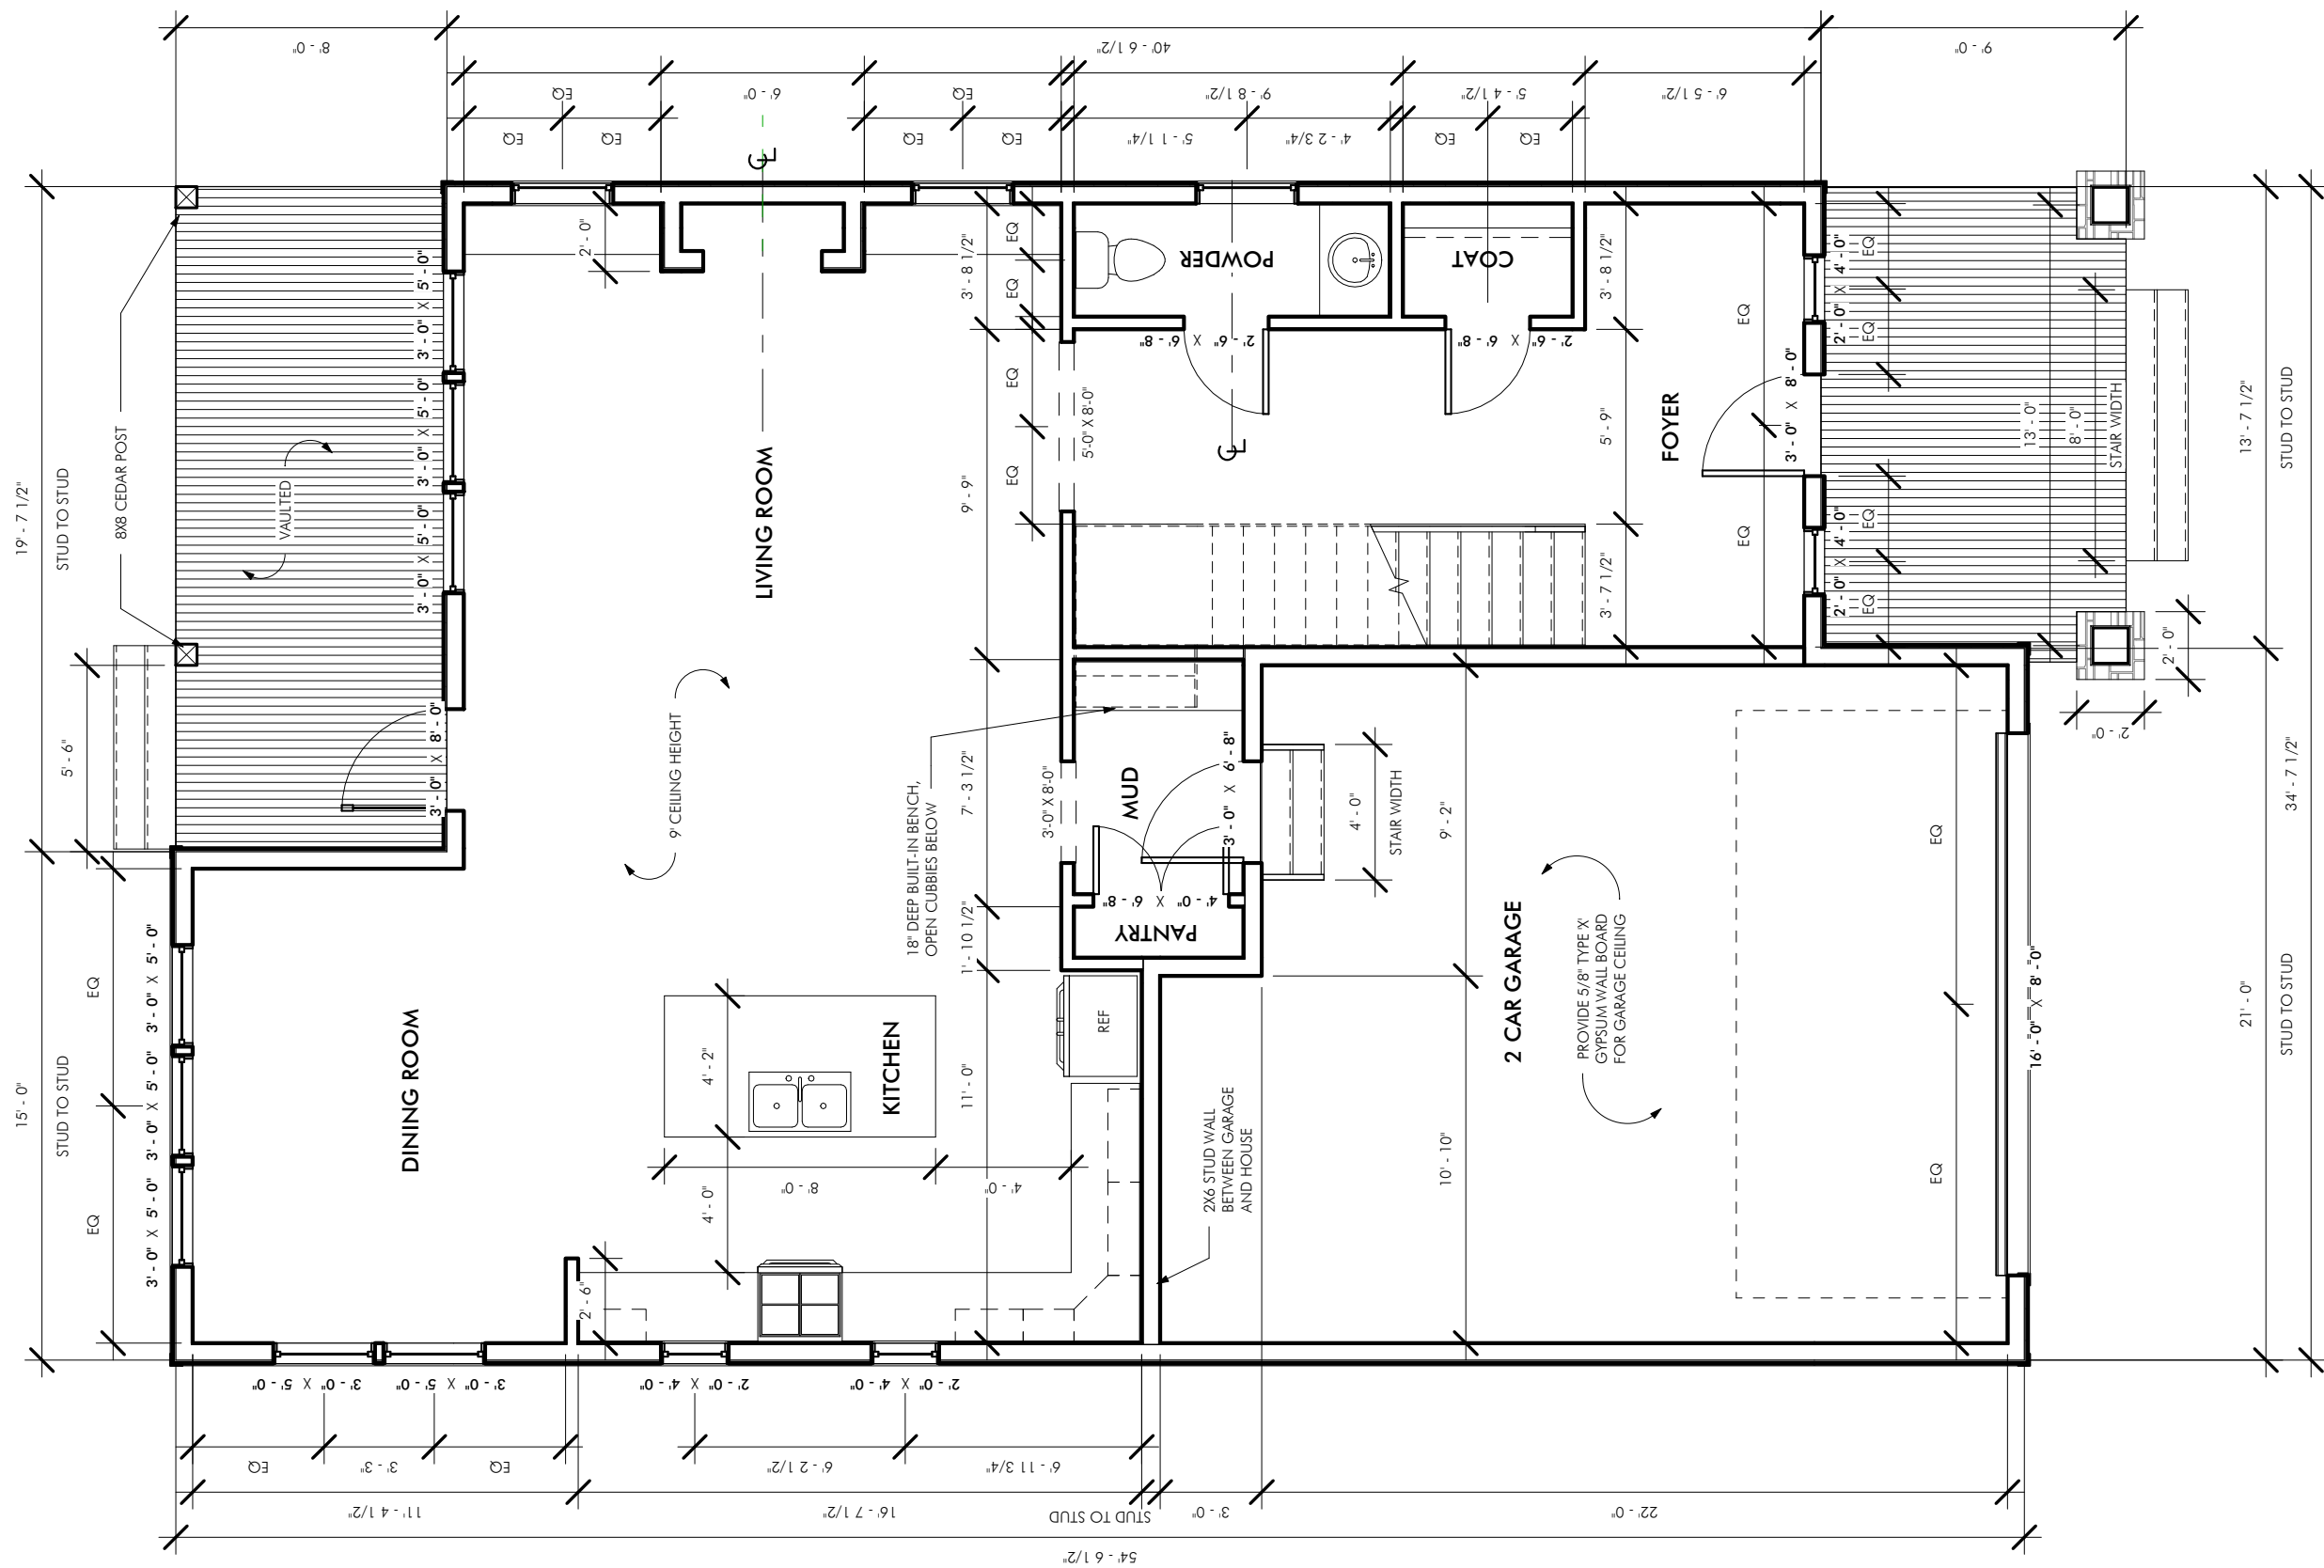 8' - 0"
40' - 6 1/2"
9' - 0"
EQ
6' - 0"
EQ
9' - 8 1/2"
5' - 4 1/2"
6' - 5 1/2"
EQ
EQ
EQ
EQ
5' - 1 1/4"
4' - 2 3/4"
EQ
EQ
19' - 7 1/2"
STUD TO STUD
15' - 0"
STUD TO STUD
8X8 CEDAR POST
VAULTED
5' - 6"
EQ
EQ
3' - 0" X 5' - 0"
3' - 0" X 5' - 0"
3' - 0" X 5' - 0"
3' - 0" X 5' - 0"
3' - 0" X 5' - 0"
3' - 0" X 5' - 0"
3' - 0" X 8' - 0"
2' - 0"
LIVING ROOM
9' CEILING HEIGHT
DINING ROOM
KITCHEN
4' - 2"
4' - 0"
8' - 0"
4' - 0"
2' - 6"
3' - 8 1/2"
9' - 9"
7' - 3 1/2"
1' - 10 1/2"
11' - 0"
EQ
EQ
EQ
EQ
5'-0" X 8'-0"
3'-0" X 8'-0"
18" DEEP BUILT-IN BENCH,
OPEN CUBBIES BELOW
POWDER
COAT
2' - 6" X 6' - 8"
2' - 6" X 6' - 8"
MUD
3' - 0" X 6' - 8"
4' - 0" X 6' - 8"
PANTRY
REF
4' - 0"
STAIR WIDTH
2X6 STUD WALL
BETWEEN GARAGE
AND HOUSE
3' - 8 1/2"
5' - 9"
3' - 7 1/2"
FOYER
EQ
EQ
3' - 0" X 8' - 0"
2' - 0" X 4' - 0"
2' - 0" X 4' - 0"
EQ
EQ
EQ
EQ
13' - 0"
8' - 0"
STAIR WIDTH
2' - 0"
2' - 0"
9' - 2"
10' - 10"
2 CAR GARAGE
PROVIDE 5/8" TYPE 'X'
GYPSUM WALL BOARD
FOR GARAGE CEILING
EQ
EQ
16' - 0" X 8' - 0"
13' - 7 1/2"
STUD TO STUD
21' - 0"
STUD TO STUD
34' - 7 1/2"
3' - 0" X 5' - 0"
3' - 0" X 5' - 0"
2' - 0" X 4' - 0"
2' - 0" X 4' - 0"
EQ
3' - 3"
EQ
6' - 2 1/2"
6' - 11 3/4"
11' - 4 1/2"
16' - 7 1/2"
STUD TO STUD
3' - 0"
22' - 0"
54' - 6 1/2"